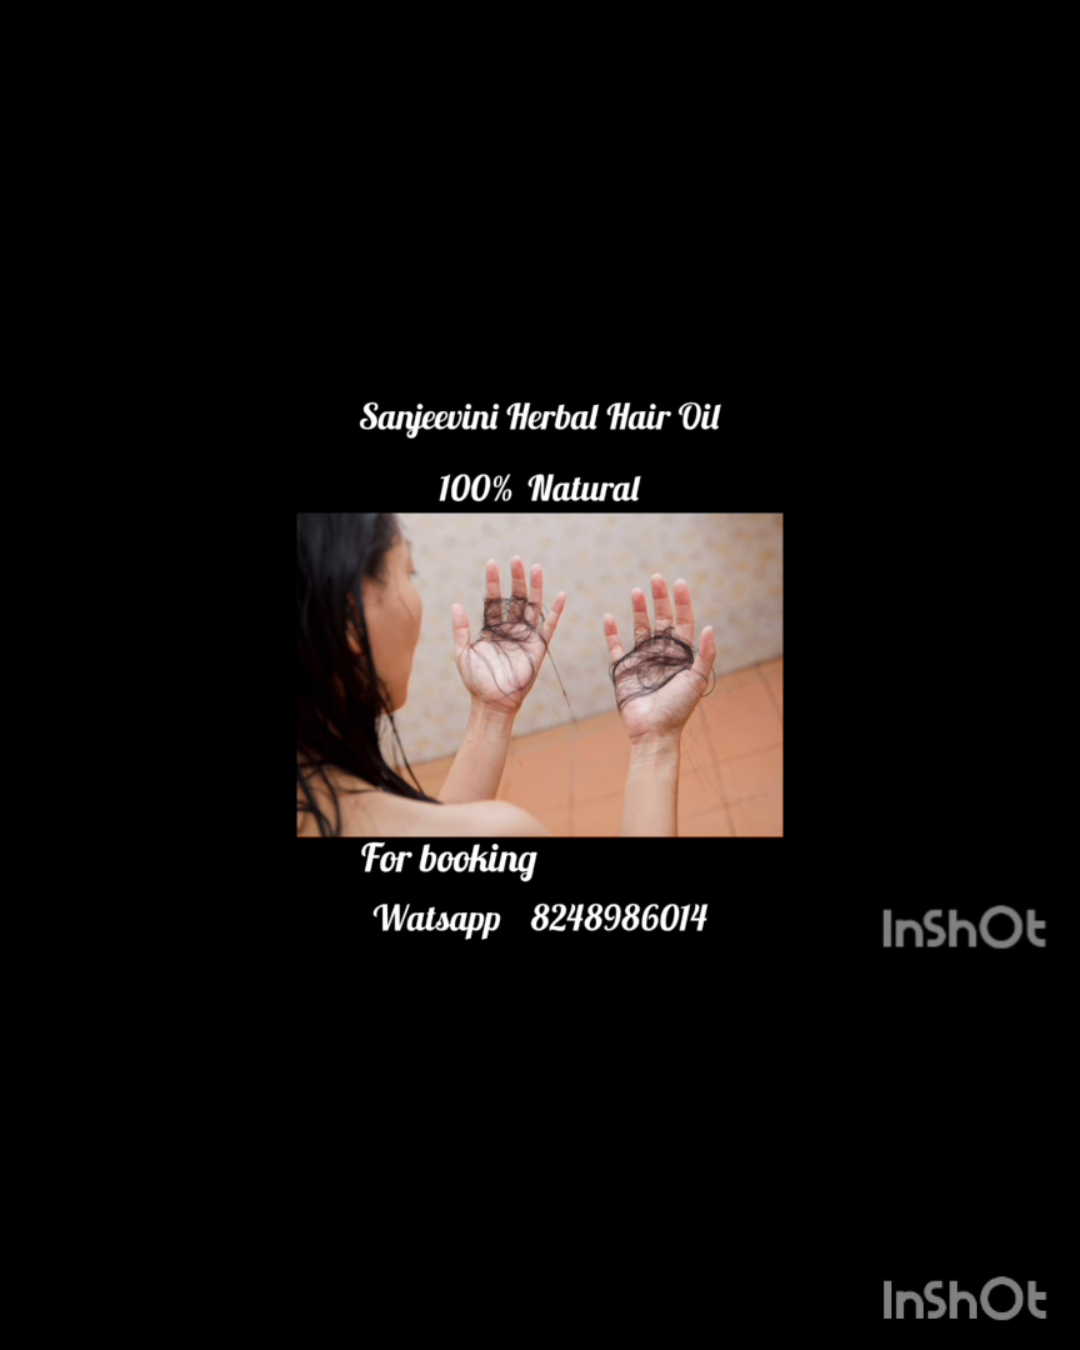 Sanjeevini Herbal Hair Oil
100% Natural
For booking
Watsapp 8248986014
InShOt
InShOt